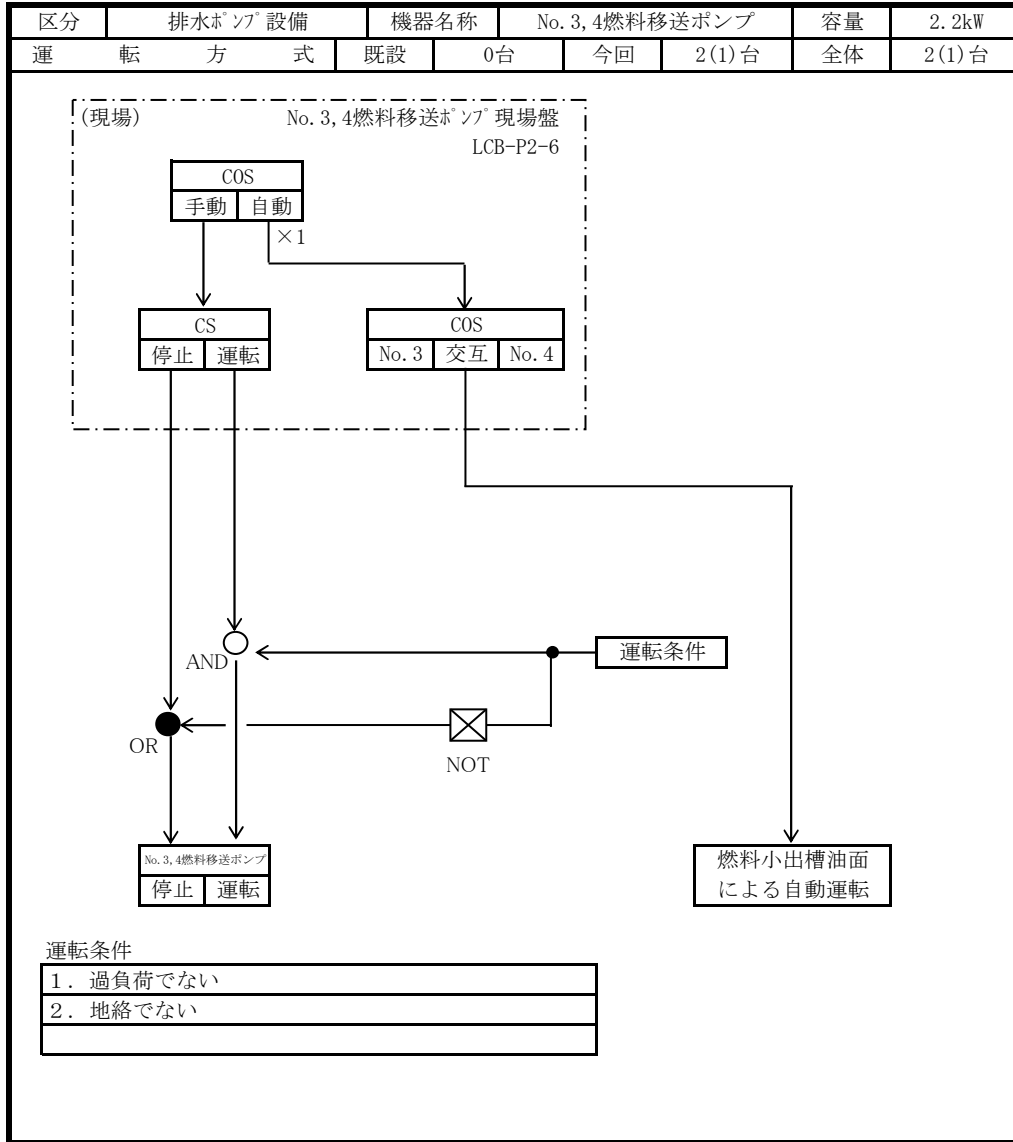 区分 排水ﾎﾟﾝﾌﾟ設備 機器名称 No.3,4燃料移送ポンプ 容量 2.2kW
運転方式 既設 0台 今回 2(1)台 全体 2(1)台
(現場) No.3,4燃料移送ﾎﾟﾝﾌﾟ現場盤
LCB-P2-6
COS
手動 自動
×1
CS COS
停止 運転 No.3 交互 No.4
AND 運転条件
OR
NOT
No.3,4燃料移送ポンプ
停止 運転
燃料小出槽油面
による自動運転
運転条件
1. 過負荷でない
2. 地絡でない